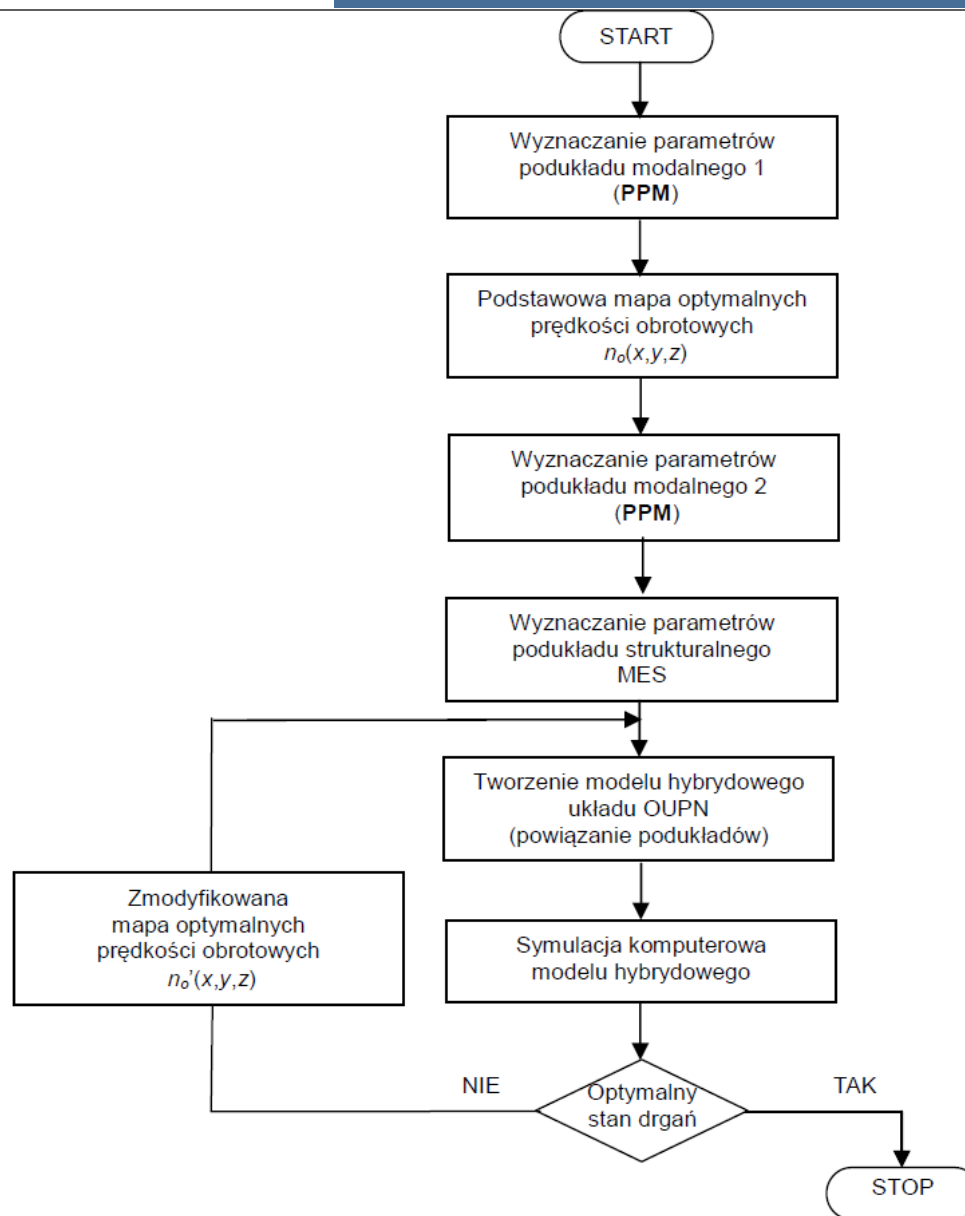 START
Wyznaczanie parametrów
podukładu modalnego 1
(PPM)
Podstawowa mapa optymalnych
prędkości obrotowych
nₒ(x,y,z)
Wyznaczanie parametrów
podukładu modalnego 2
(PPM)
Wyznaczanie parametrów
podukładu strukturalnego
MES
Tworzenie modelu hybrydowego
układu OUPN
(powiązanie podukładów)
Zmodyfikowana
mapa optymalnych
prędkości obrotowych
nₒ'(x,y,z)
Symulacja komputerowa
modelu hybrydowego
NIE
Optymalny
stan drgań
TAK
STOP